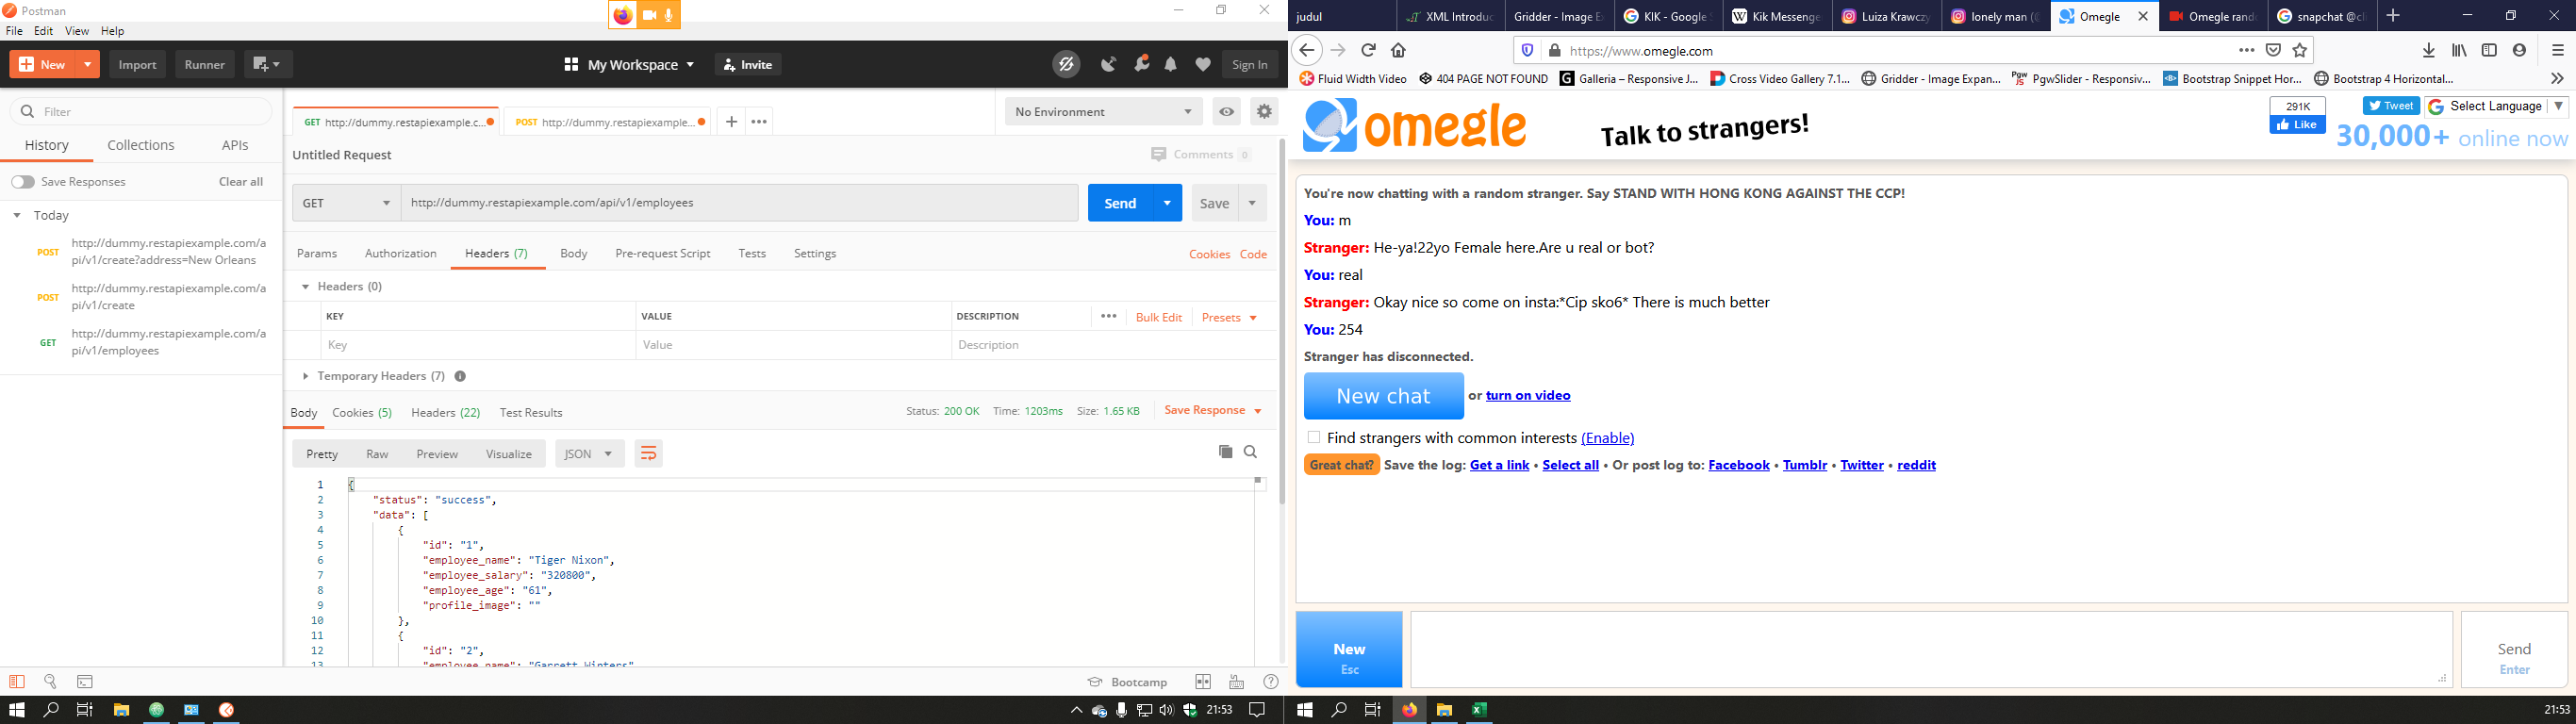 Postman
File Edit View Help
New Import Runner My Workspace Invite Sign In
Filter
History Collections APIs
Save Responses Clear all
Today
POST http://dummy.restapiexample.com/a
pi/v1/create?address=New Orleans
POST http://dummy.restapiexample.com/a
pi/v1/create
GET http://dummy.restapiexample.com/a
pi/v1/employees
GET http://dummy.restapiexample.c... POST http://dummy.restapiexample... + ••• No Environment
Untitled Request Comments 0
GET http://dummy.restapiexample.com/api/v1/employees Send Save
Params Authorization Headers (7) Body Pre-request Script Tests Settings Cookies Code
Headers (0)
KEY VALUE DESCRIPTION ••• Bulk Edit Presets
Key Value Description
Temporary Headers (7)
Body Cookies (5) Headers (22) Test Results Status: 200 OK Time: 1203ms Size: 1.65 KB Save Response
Pretty Raw Preview Visualize JSON
1 {
2 "status": "success",
3 "data": [
4 {
5 "id": "1",
6 "employee_name": "Tiger Nixon",
7 "employee_salary": "320800",
8 "employee_age": "61",
9 "profile_image": ""
10 },
11 {
12 "id": "2",
13 "employee_name": "Garrett Winters"
Bootcamp
21:53
judul XML Introduc Gridder - Image E KIK - Google Kik Messenge Luiza Krawczy lonely man (@ Omegle Omegle rand snapchat @cl
https://www.omegle.com
Fluid Width Video 404 PAGE NOT FOUND Galleria – Responsive J... Cross Video Gallery 7.1... Gridder - Image Expan... PgwSlider - Responsiv... Bootstrap Snippet Hor... Bootstrap 4 Horizontal...
omegle Talk to strangers! 291K Like Tweet Select Language
30,000+ online now
You're now chatting with a random stranger. Say STAND WITH HONG KONG AGAINST THE CCP!
You: m
Stranger: He-ya!22yo Female here.Are u real or bot?
You: real
Stranger: Okay nice so come on insta:*Cip sko6* There is much better
You: 254
Stranger has disconnected.
New chat or turn on video
Find strangers with common interests (Enable)
Great chat? Save the log: Get a link • Select all • Or post log to: Facebook • Tumblr • Twitter • reddit
New
Esc
Send
Enter
21:53